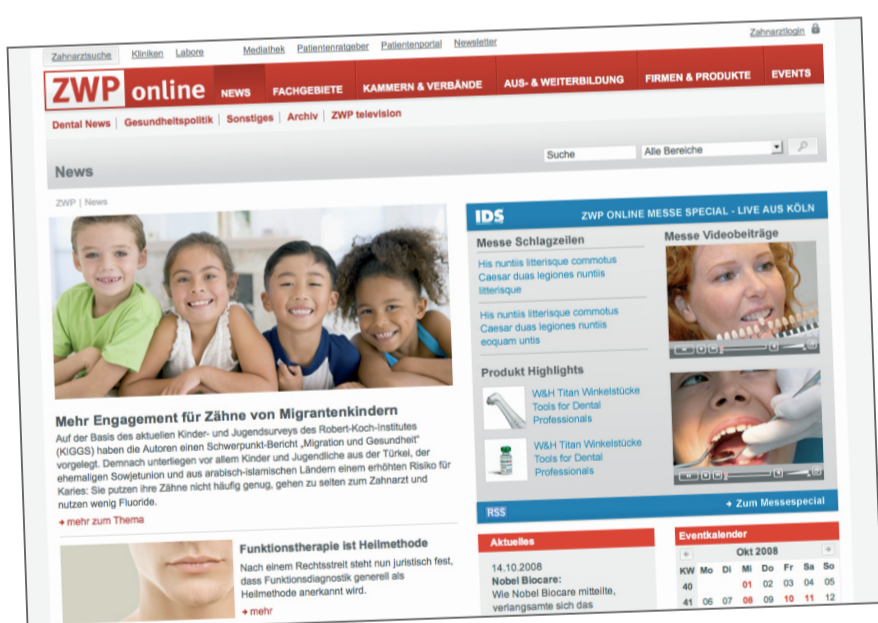 Zahnarztsuche Kliniken Labore Mediathek Patientenratgeber Patientenportal Newsletter Zahnarztlogin
ZWP online NEWS FACHGEBIETE KAMMERN & VERBÄNDE AUS- & WEITERBILDUNG FIRMEN & PRODUKTE EVENTS
Dental News | Gesundheitspolitik | Sonstiges | Archiv | ZWP television
News
Suche Alle Bereiche
ZWP | News
Mehr Engagement für Zähne von Migrantenkindern
Auf der Basis des aktuellen Kinder- und Jugendsurveys des Robert-Koch-Institutes
(KIGGS) haben die Autoren einen Schwerpunkt-Bericht „Migration und Gesundheit"
vorgelegt. Demnach unterliegen vor allem Kinder und Jugendliche aus der Türkei, der
ehemaligen Sowjetunion und aus arabisch-islamischen Ländern einem erhöhten Risiko für
Karies: Sie putzen ihre Zähne nicht häufig genug, gehen zu selten zum Zahnarzt und
nutzen wenig Fluoride.
→ mehr zum Thema
Funktionstherapie ist Heilmethode
Nach einem Rechtsstreit steht nun juristisch fest,
dass Funktionsdiagnostik generell als
Heilmethode anerkannt wird.
→ mehr
IDS ZWP ONLINE MESSE SPECIAL - LIVE AUS KÖLN
Messe Schlagzeilen
His nuntiis litterisque commotus
Caesar duas legiones nuntiis
litterisque
His nuntiis litterisque commotus
Caesar duas legiones nuntiis
eoquam untis
Produkt Highlights
W&H Titan Winkelstücke
Tools for Dental
Professionals
W&H Titan Winkelstücke
Tools for Dental
Professionals
Messe Videobeiträge
RSS → Zum Messespecial
Aktuelles
14.10.2008
Nobel Biocare:
Wie Nobel Biocare mitteilte,
verlangsamte sich das
Eventkalender
Okt 2008
KW Mo Di Mi Do Fr Sa So
40 01 02 03 04 05
41 06 07 08 09 10 11 12